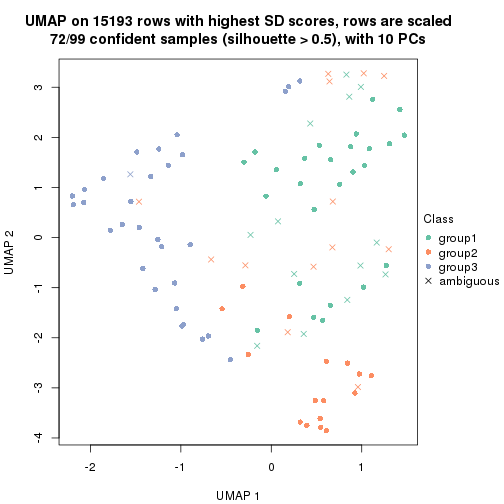 UMAP on 15193 rows with highest SD scores, rows are scaled
72/99 confident samples (silhouette > 0.5), with 10 PCs
3
2
1
0
-1
-2
-3
-4
UMAP 2
-2
-1
0
1
UMAP 1
Class
group1
group2
group3
ambiguous